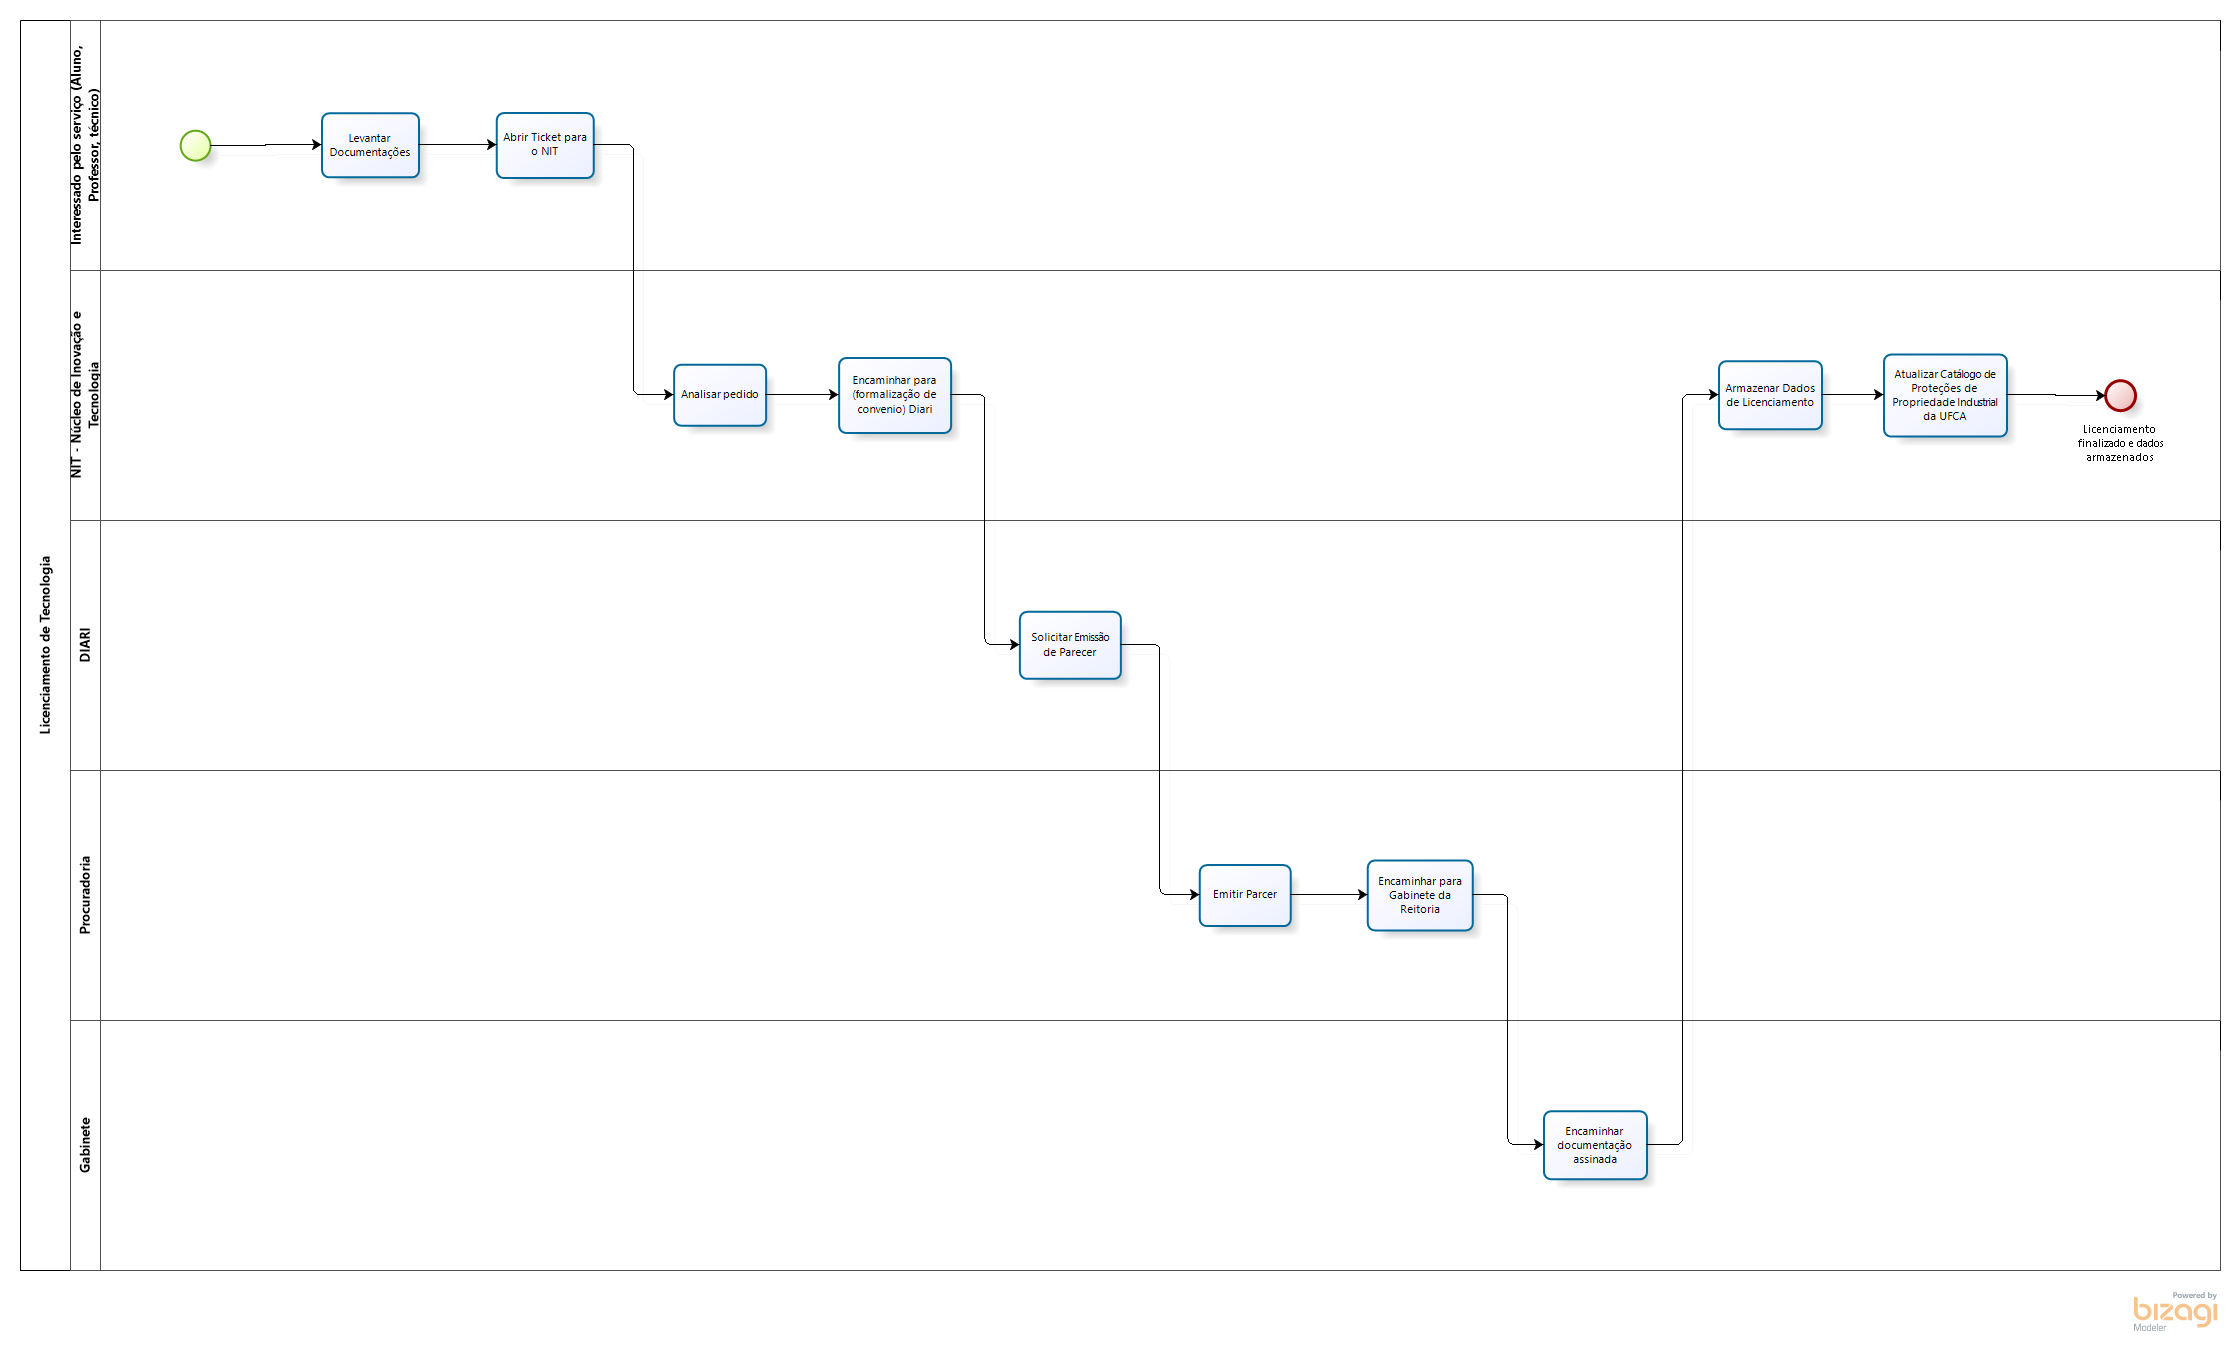 Licenciamento de Tecnologia
Interessado pelo serviço (Aluno,
Professor, técnico)
Levantar
Documentações
Abrir Ticket para
o NIT
NIT - Núcleo de Inovação e
Tecnologia
Analisar pedido
Encaminhar para
(formalização de
convenio) Diari
Armazenar Dados
de Licenciamento
Atualizar Catálogo de
Proteções de
Propriedade Industrial
da UFCA
Licenciamento
finalizado e dados
armazenados
DIARI
Solicitar Emissão
de Parecer
Procuradoria
Emitir Parcer
Encaminhar para
Gabinete da
Reitoria
Gabinete
Encaminhar
documentação
assinada
Powered by
bizagi
Modeler